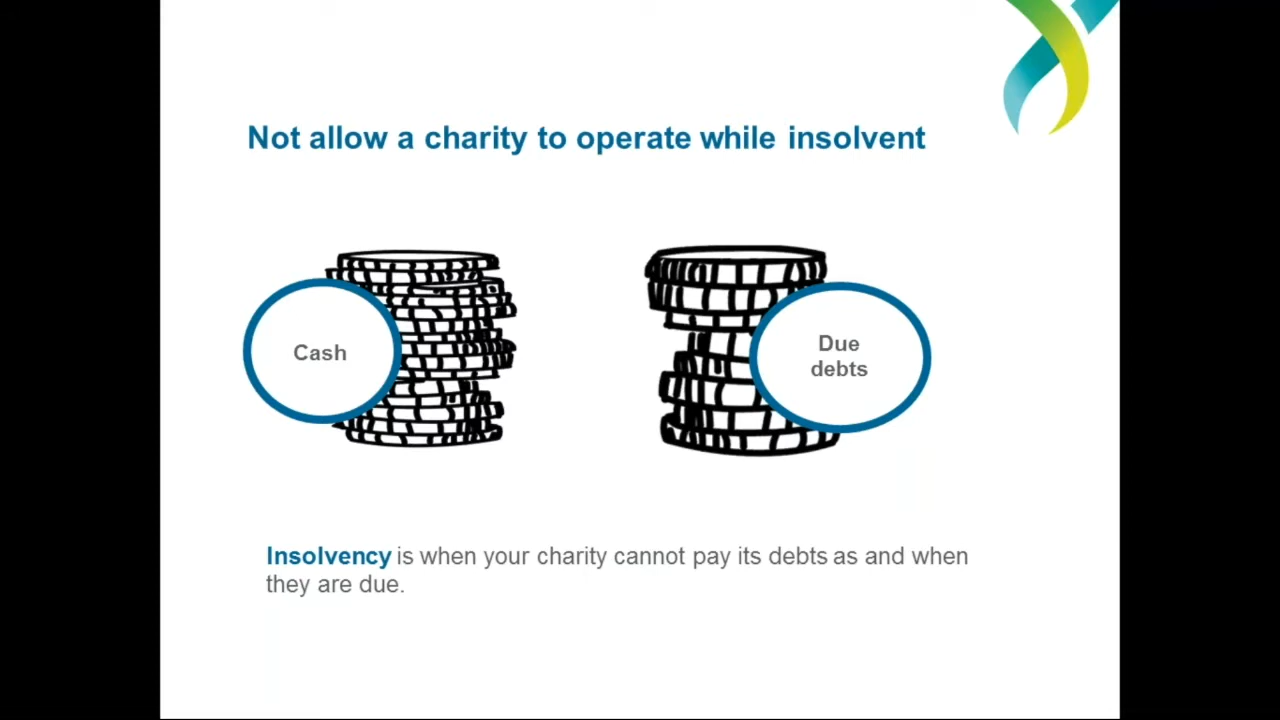 Not allow a charity to operate while insolvent
Cash
Due
debts
Insolvency is when your charity cannot pay its debts as and when
they are due.